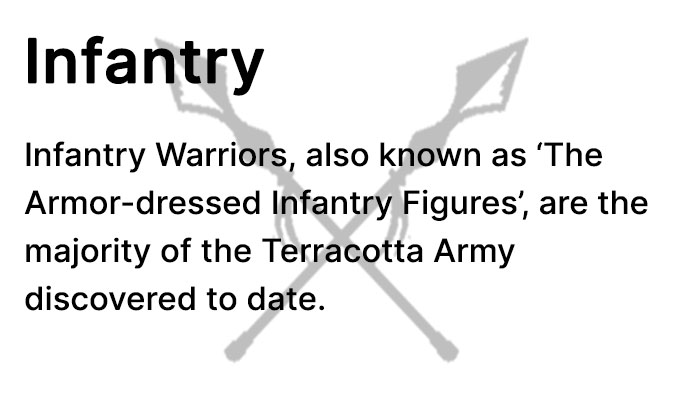 Infantry
Infantry Warriors, also known as ‘The
Armor-dressed Infantry Figures’, are the
majority of the Terracotta Army
discovered to date.